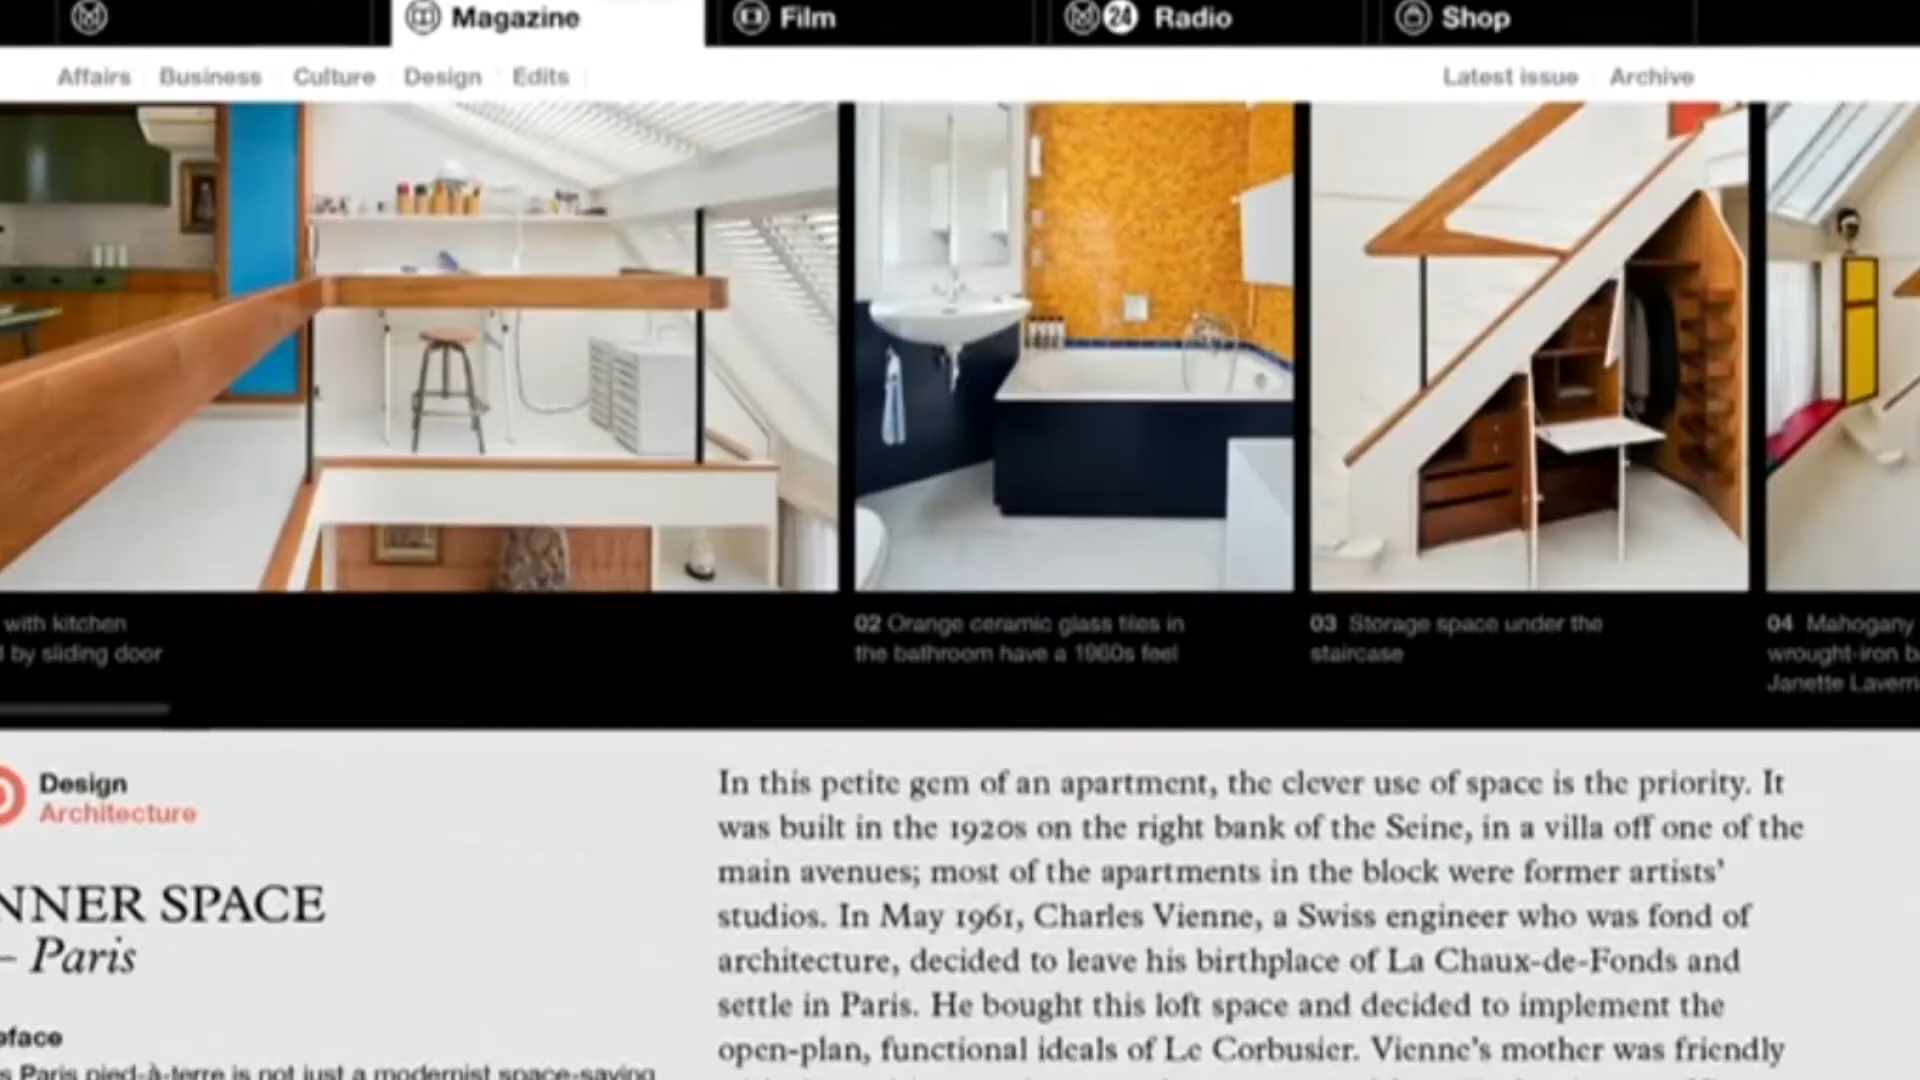 Magazine
Film
24 Radio
Shop
Affairs
Business
Culture
Design
Edits
Latest issue
Archive
with kitchen
by sliding door
02 Orange ceramic glass tiles in
the bathroom have a 1960s feel
03 Storage space under the
staircase
04 Mahogany
wrought-iron b
Janette Laverri
Design
Architecture
NNER SPACE
– Paris
eface
s Paris pied-à-terre is not just a modernist space-saving
In this petite gem of an apartment, the clever use of space is the priority. It
was built in the 1920s on the right bank of the Seine, in a villa off one of the
main avenues; most of the apartments in the block were former artists'
studios. In May 1961, Charles Vienne, a Swiss engineer who was fond of
architecture, decided to leave his birthplace of La Chaux-de-Fonds and
settle in Paris. He bought this loft space and decided to implement the
open-plan, functional ideals of Le Corbusier. Vienne's mother was friendly